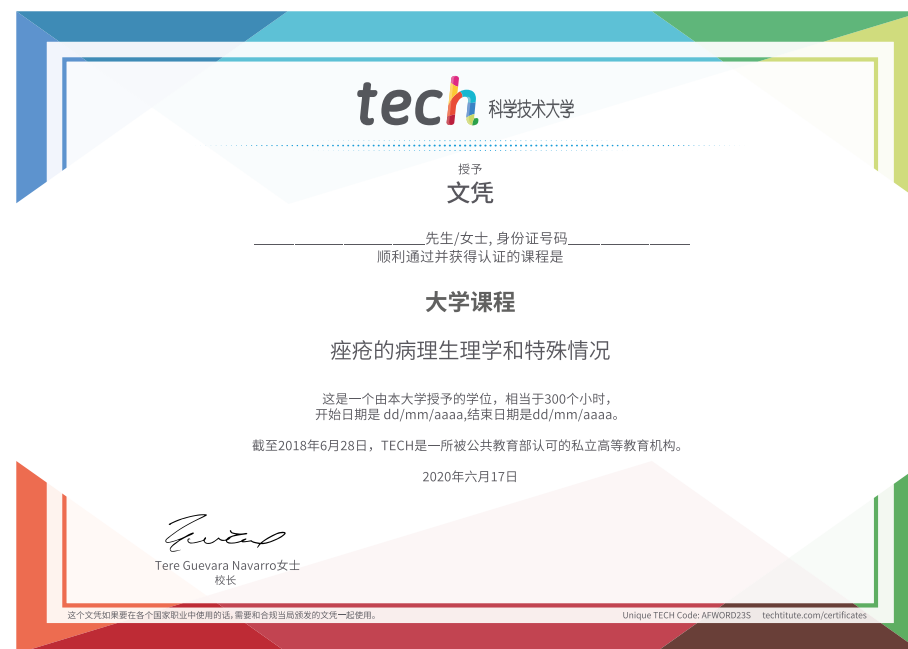 tech 科学技术大学
授予
文凭
____________________先生/女士, 身份证号码______________
顺利通过并获得认证的课程是
大学课程
痤疮的病理生理学和特殊情况
这是一个由本大学授予的学位，相当于300个小时，
开始日期是 dd/mm/aaaa,结束日期是dd/mm/aaaa。
截至2018年6月28日，TECH是一所被公共教育部认可的私立高等教育机构。
2020年六月17日
Tere Guevara Navarro女士
校长
这个文凭如果要在各个国家职业中使用的话,需要和合规当局颁发的文凭一起使用。
Unique TECH Code: AFWORD23S techtitute.com/certificates